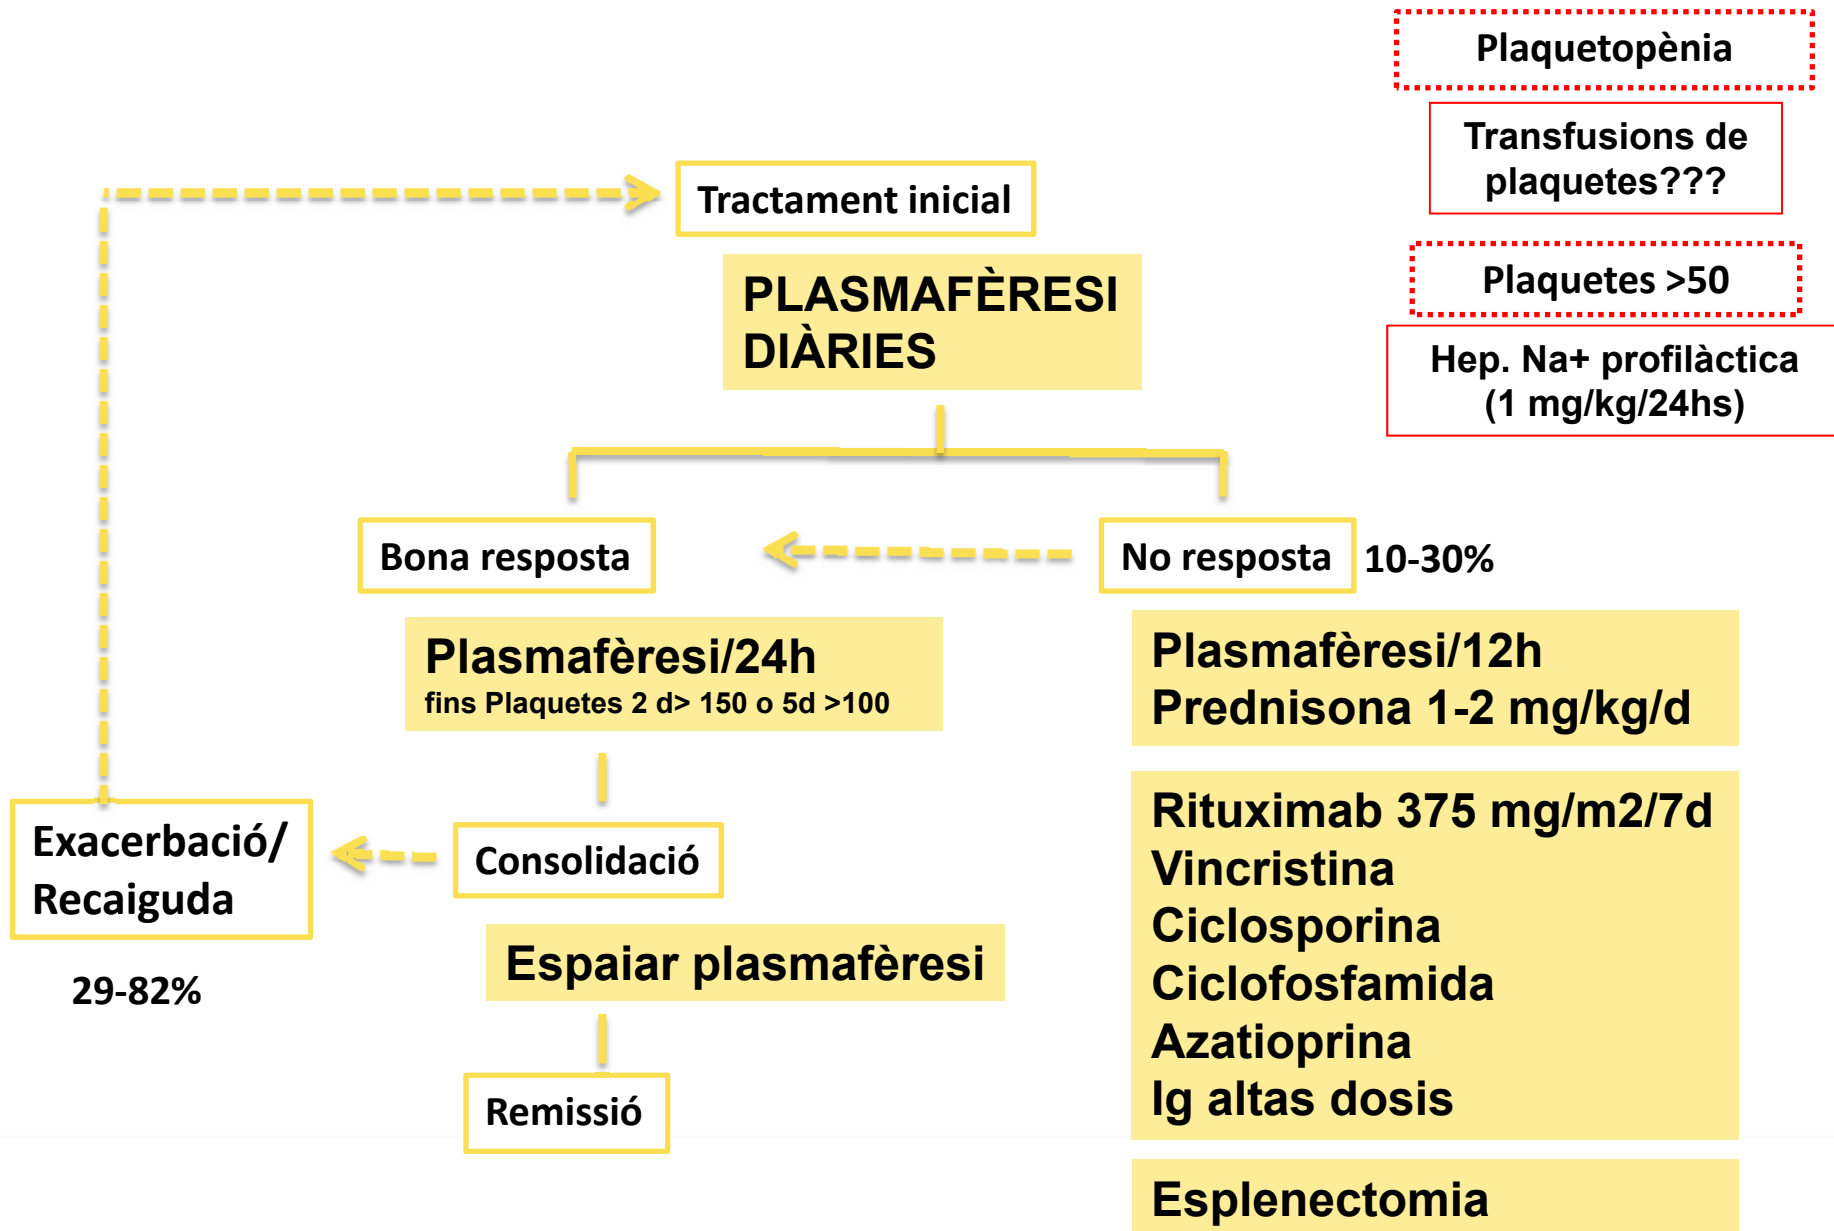 Plaquetopènia
Transfusions de
plaquetes???
Plaquetes >50
Hep. Na+ profilàctica
(1 mg/kg/24hs)
Tractament inicial
PLASMAFÈRESI
DIÀRIES
Bona resposta
No resposta
10-30%
Plasmafèresi/24h
fins Plaquetes 2 d> 150 o 5d >100
Plasmafèresi/12h
Prednisona 1-2 mg/kg/d
Rituximab 375 mg/m2/7d
Vincristina
Ciclosporina
Ciclofosfamida
Azatioprina
Ig altas dosis
Esplenectomia
Consolidació
Exacerbació/
Recaiguda
29-82%
Espaiar plasmafèresi
Remissió